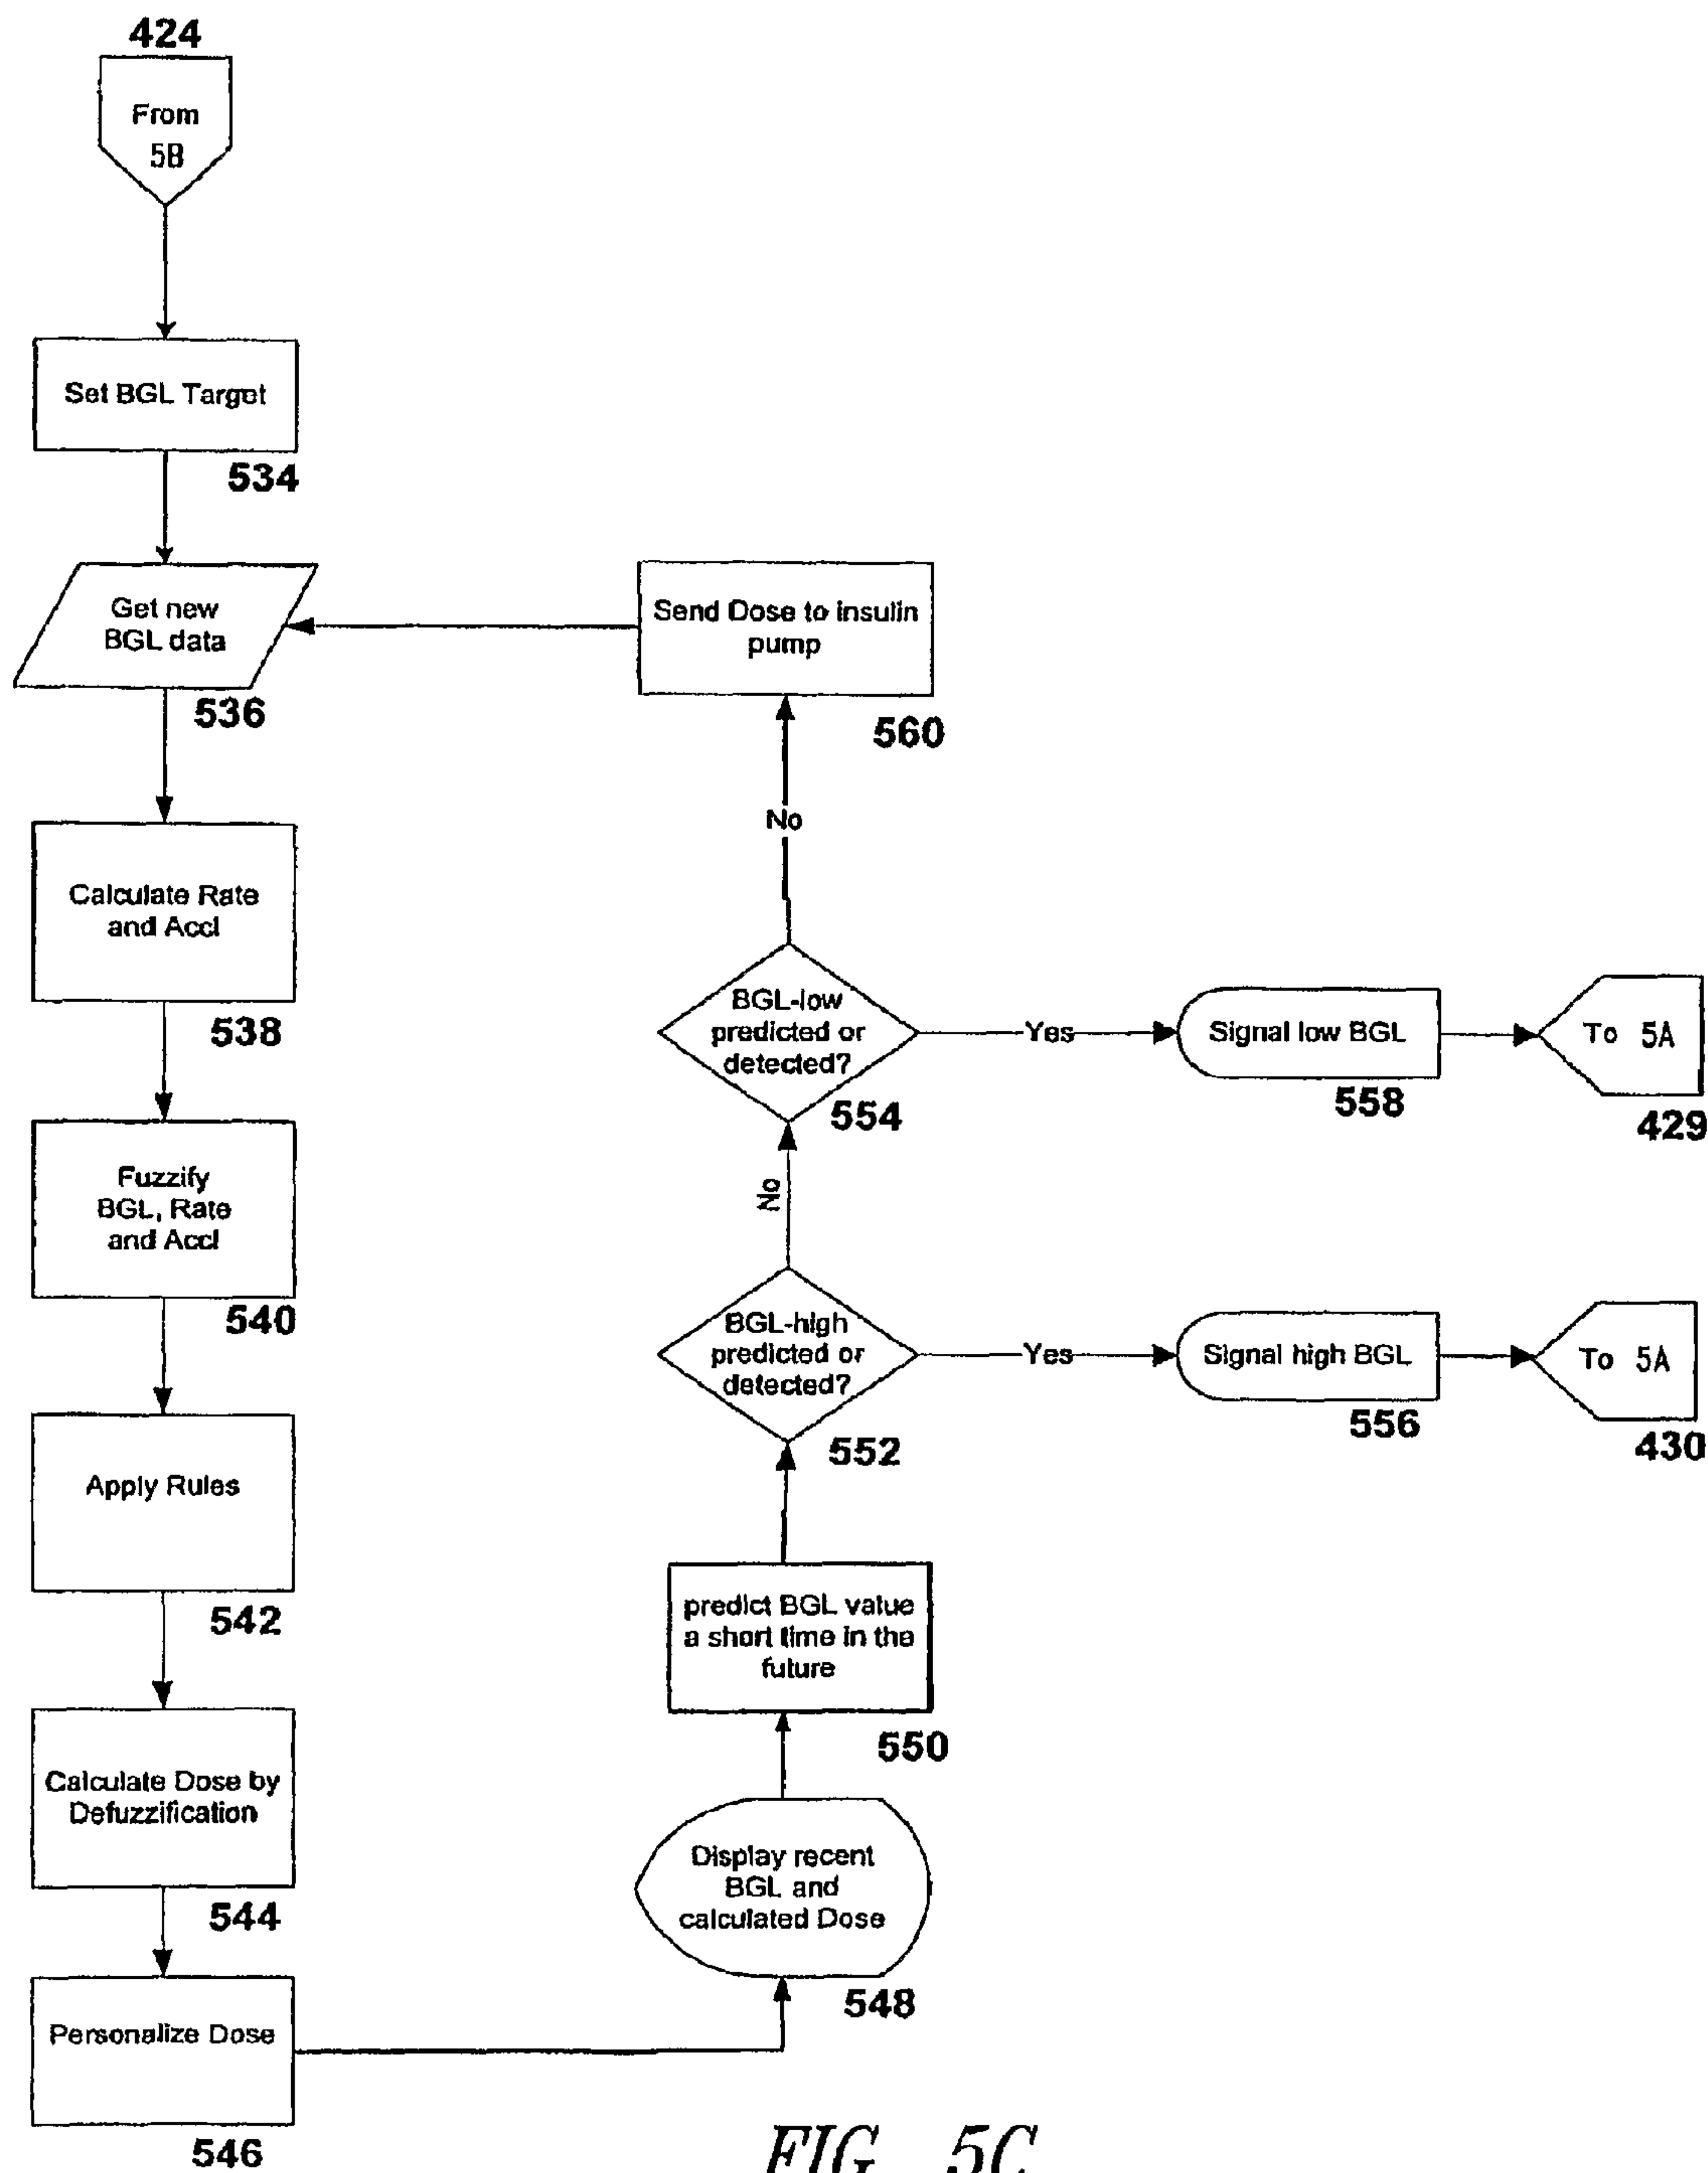 424
From
5B
Set BGL Target
534
Get new
BGL data
536
Send Dose to insulin
pump
560
No
Calculate Rate
and Accl
538
BGL-low
predicted or
detected?
554
Yes
Signal low BGL
558
To 5A
429
Fuzzify
BGL, Rate
and Accl
540
No
BGL-high
predicted or
detected?
552
Yes
Signal high BGL
556
To 5A
430
Apply Rules
542
predict BGL value
a short time in the
future
550
Calculate Dose by
Defuzzification
544
Display recent
BGL and
calculated Dose
548
Personalize Dose
546
FIG. 5C